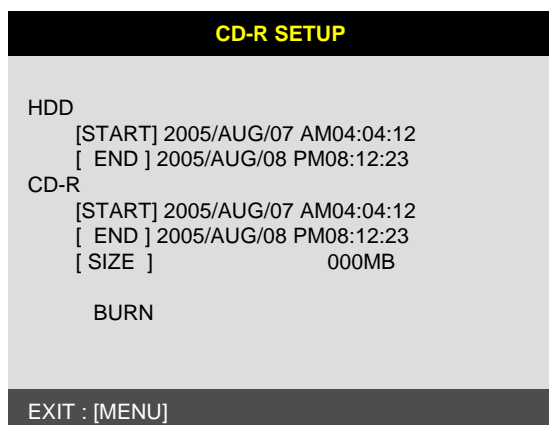 CD-R SETUP
HDD
[START] 2005/AUG/07 AM04:04:12
[ END ] 2005/AUG/08 PM08:12:23
CD-R
[START] 2005/AUG/07 AM04:04:12
[ END ] 2005/AUG/08 PM08:12:23
[ SIZE ] 000MB
BURN
EXIT : [MENU]